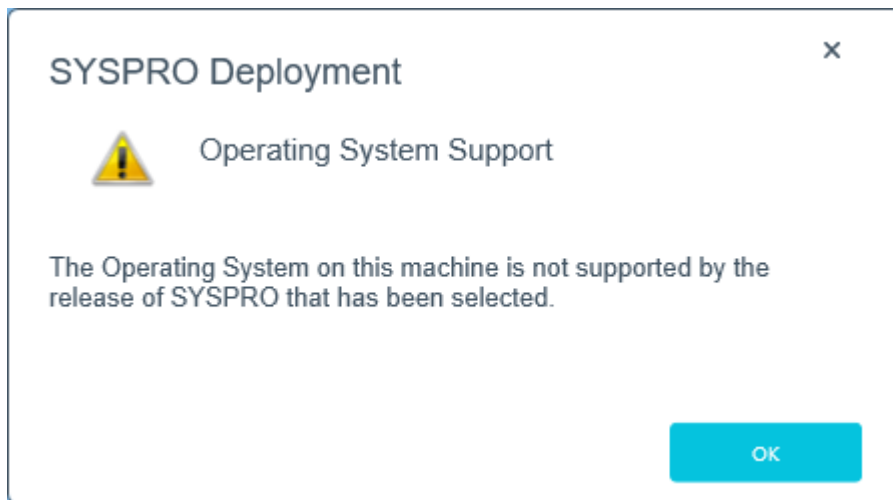 SYSPRO Deployment
Operating System Support
The Operating System on this machine is not supported by the
release of SYSPRO that has been selected.
OK